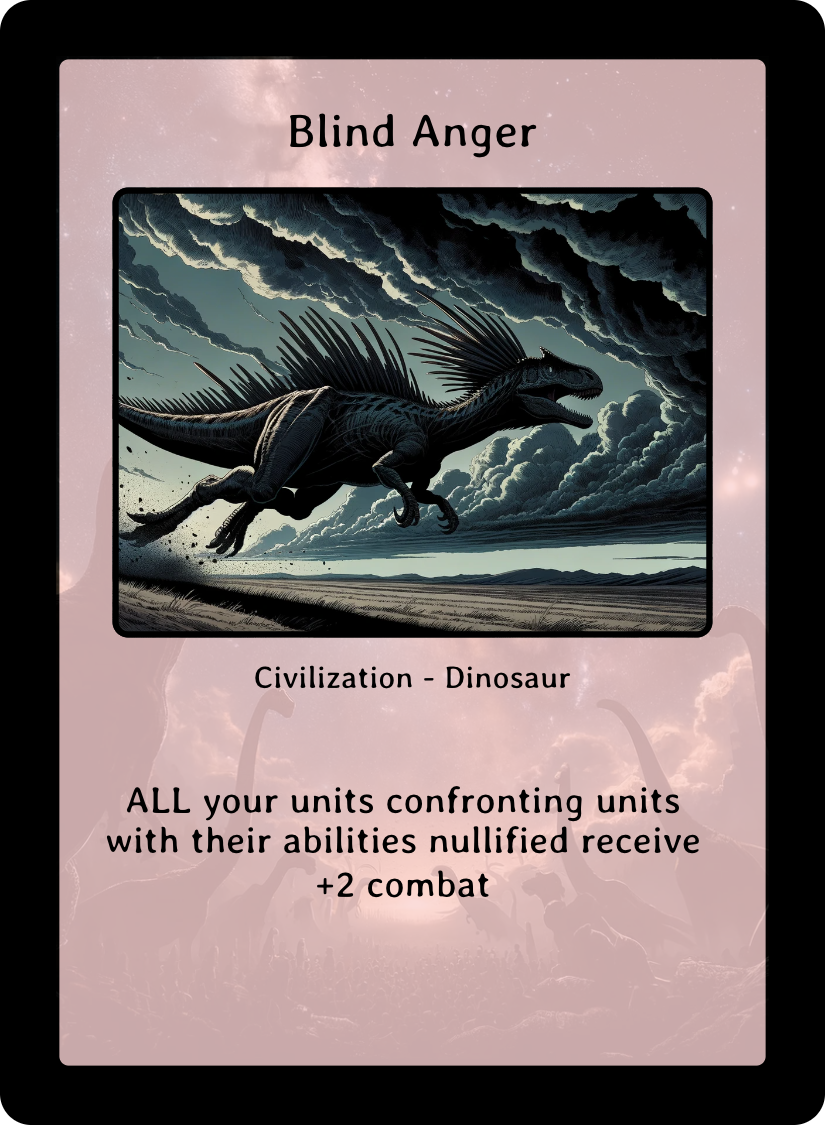 Blind Anger
Civilization - Dinosaur
ALL your units confronting units
with their abilities nullified receive
+2 combat